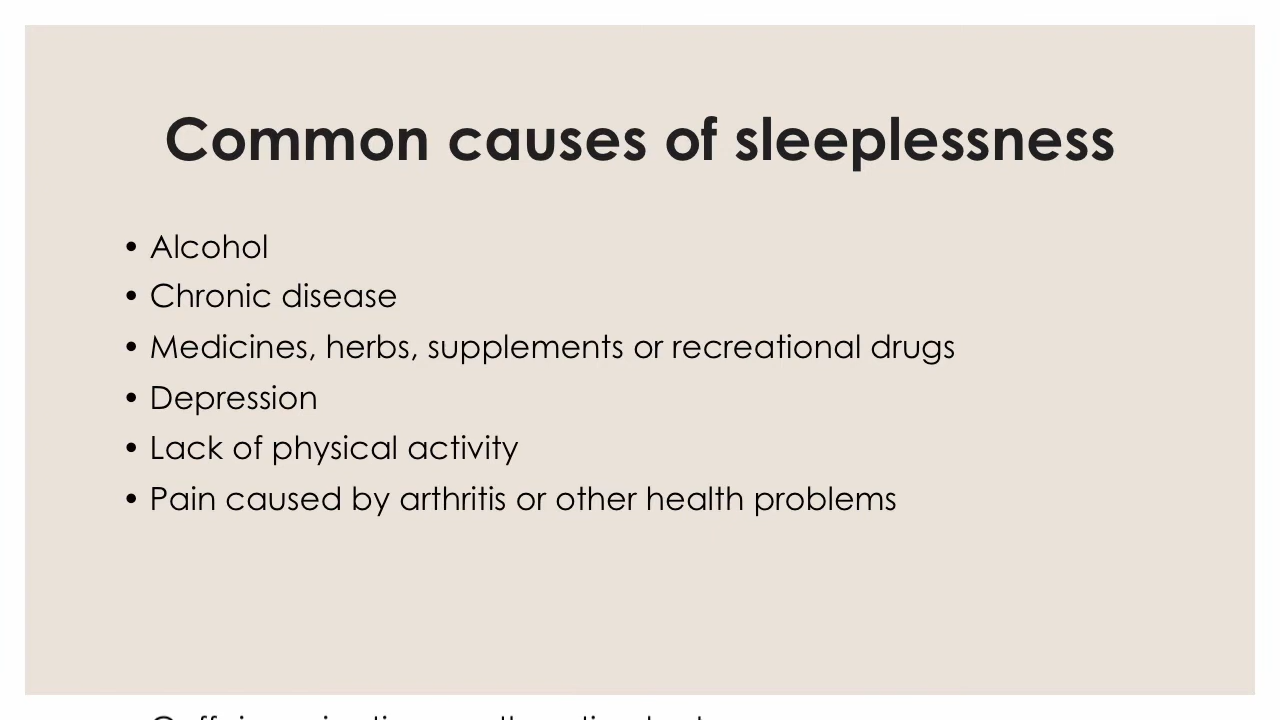 Common causes of sleeplessness
• Alcohol
• Chronic disease
• Medicines, herbs, supplements or recreational drugs
• Depression
• Lack of physical activity
• Pain caused by arthritis or other health problems